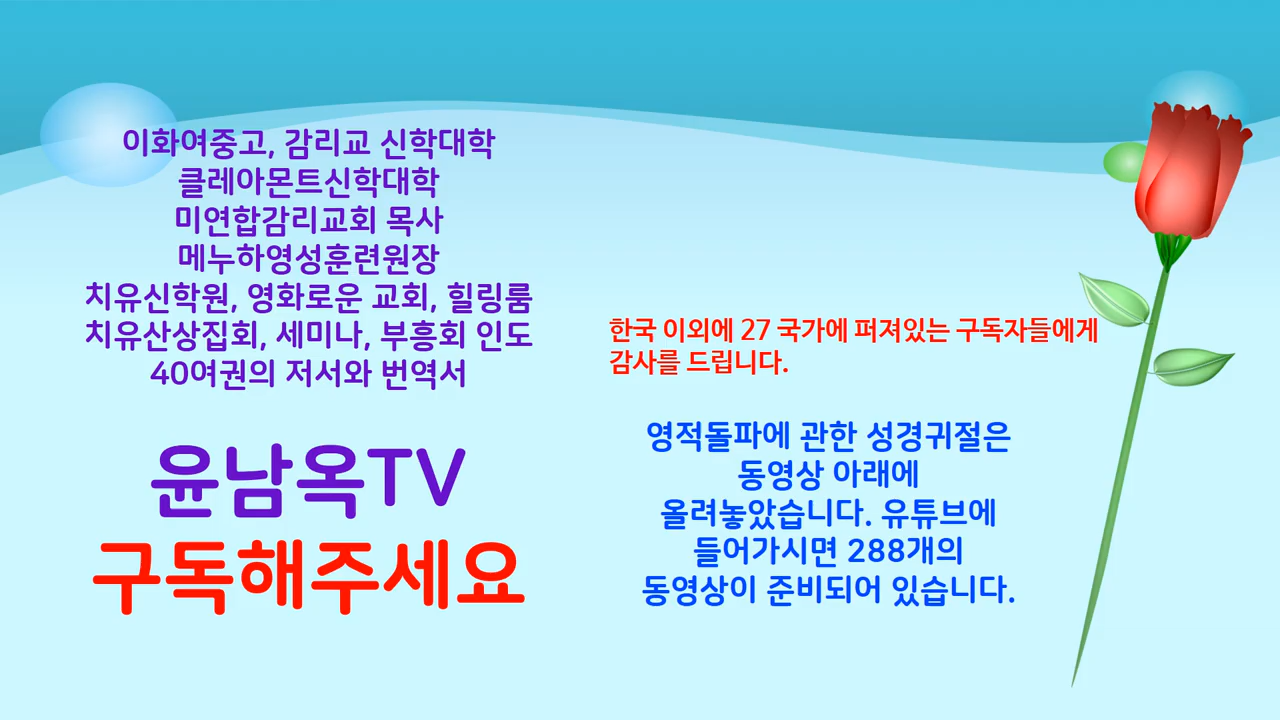 이화여중고, 감리교 신학대학
클레아몬트신학대학
미연합감리교회 목사
메누하영성훈련원장
치유신학원, 영화로운 교회, 힐링룸
치유산상집회, 세미나, 부흥회 인도
40여권의 저서와 번역서
윤남옥TV
구독해주세요
한국 이외에 27 국가에 퍼져있는 구독자들에게
감사를 드립니다.
영적돌파에 관한 성경귀절은
동영상 아래에
올려놓았습니다. 유튜브에
들어가시면 288개의
동영상이 준비되어 있습니다.